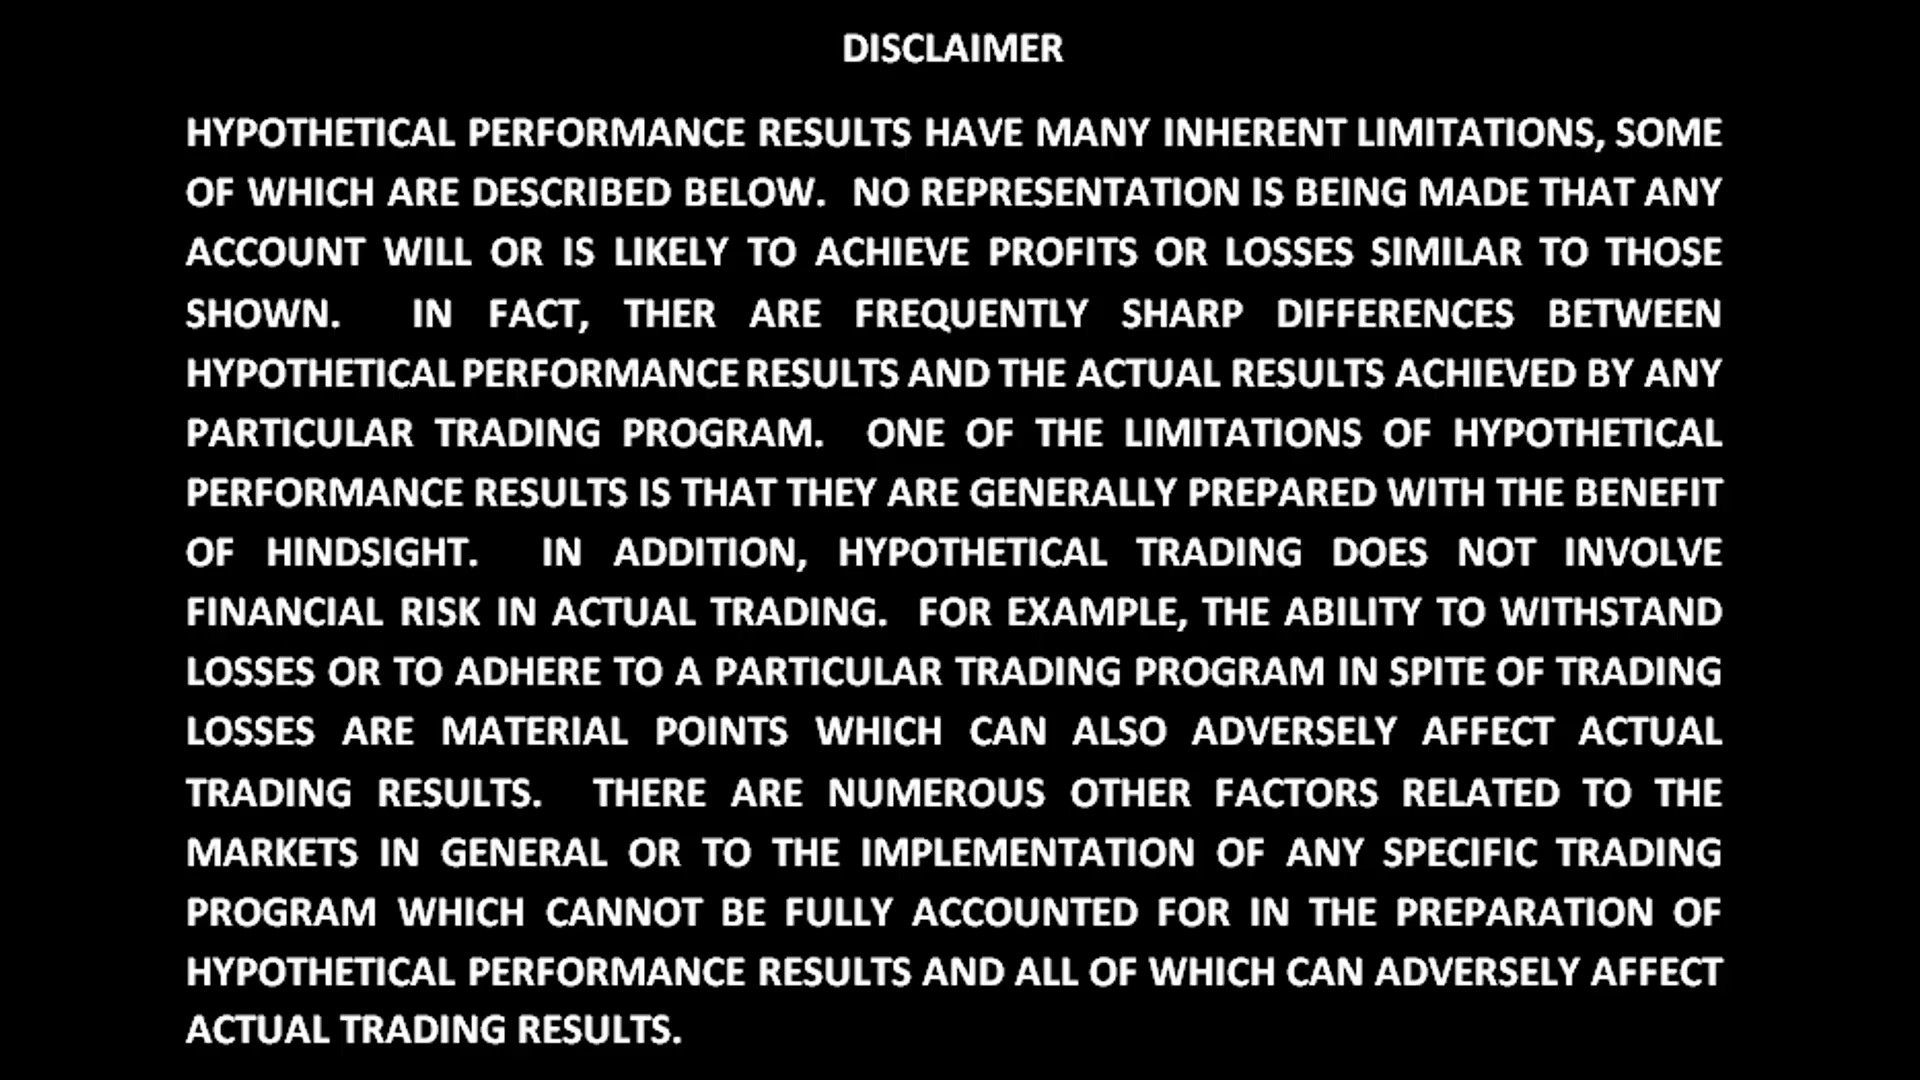 DISCLAIMER
HYPOTHETICAL PERFORMANCE RESULTS HAVE MANY INHERENT LIMITATIONS, SOME
OF WHICH ARE DESCRIBED BELOW. NO REPRESENTATION IS BEING MADE THAT ANY
ACCOUNT WILL OR IS LIKELY TO ACHIEVE PROFITS OR LOSSES SIMILAR TO THOSE
SHOWN. IN FACT, THER ARE FREQUENTLY SHARP DIFFERENCES BETWEEN
HYPOTHETICAL PERFORMANCE RESULTS AND THE ACTUAL RESULTS ACHIEVED BY ANY
PARTICULAR TRADING PROGRAM. ONE OF THE LIMITATIONS OF HYPOTHETICAL
PERFORMANCE RESULTS IS THAT THEY ARE GENERALLY PREPARED WITH THE BENEFIT
OF HINDSIGHT. IN ADDITION, HYPOTHETICAL TRADING DOES NOT INVOLVE
FINANCIAL RISK IN ACTUAL TRADING. FOR EXAMPLE, THE ABILITY TO WITHSTAND
LOSSES OR TO ADHERE TO A PARTICULAR TRADING PROGRAM IN SPITE OF TRADING
LOSSES ARE MATERIAL POINTS WHICH CAN ALSO ADVERSELY AFFECT ACTUAL
TRADING RESULTS. THERE ARE NUMEROUS OTHER FACTORS RELATED TO THE
MARKETS IN GENERAL OR TO THE IMPLEMENTATION OF ANY SPECIFIC TRADING
PROGRAM WHICH CANNOT BE FULLY ACCOUNTED FOR IN THE PREPARATION OF
HYPOTHETICAL PERFORMANCE RESULTS AND ALL OF WHICH CAN ADVERSELY AFFECT
ACTUAL TRADING RESULTS.